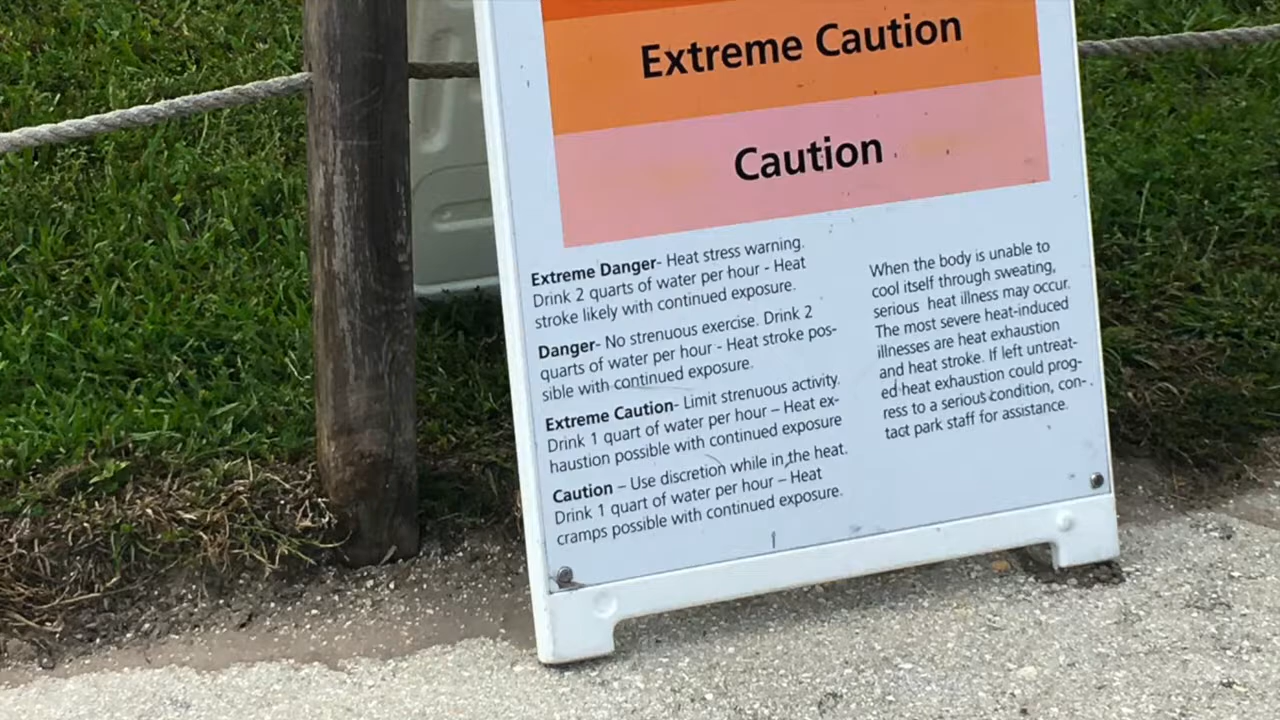 Extreme Caution
Caution
Extreme Danger- Heat stress warning.
Drink 2 quarts of water per hour - Heat
stroke likely with continued exposure.
Danger- No strenuous exercise. Drink 2
quarts of water per hour - Heat stroke pos-
sible with continued exposure.
Extreme Caution- Limit strenuous activity.
Drink 1 quart of water per hour – Heat ex-
haustion possible with continued exposure
Caution – Use discretion while in the heat.
Drink 1 quart of water per hour – Heat
cramps possible with continued exposure.
When the body is unable to
cool itself through sweating,
serious heat illness may occur.
The most severe heat-induced
illnesses are heat exhaustion
and heat stroke. If left untreat-
ed heat exhaustion could prog-
ress to a serious condition, con-
tact park staff for assistance.